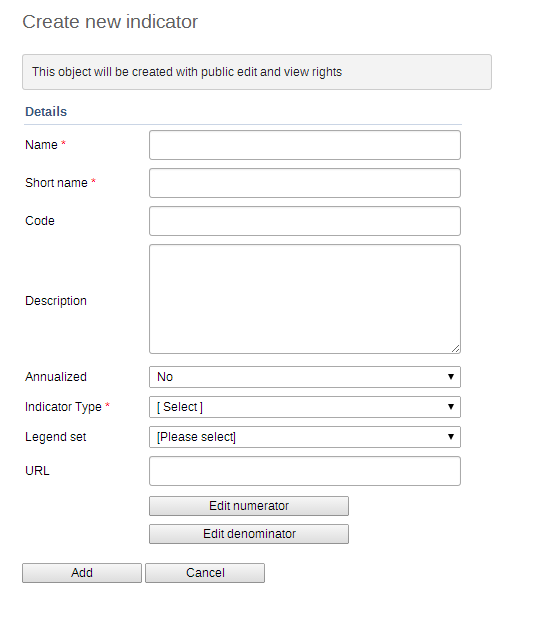 Create new indicator
This object will be created with public edit and view rights
Details
Name *
Short name *
Code
Description
Annualized No
Indicator Type * [ Select ]
Legend set [Please select]
URL
Edit numerator
Edit denominator
Add Cancel